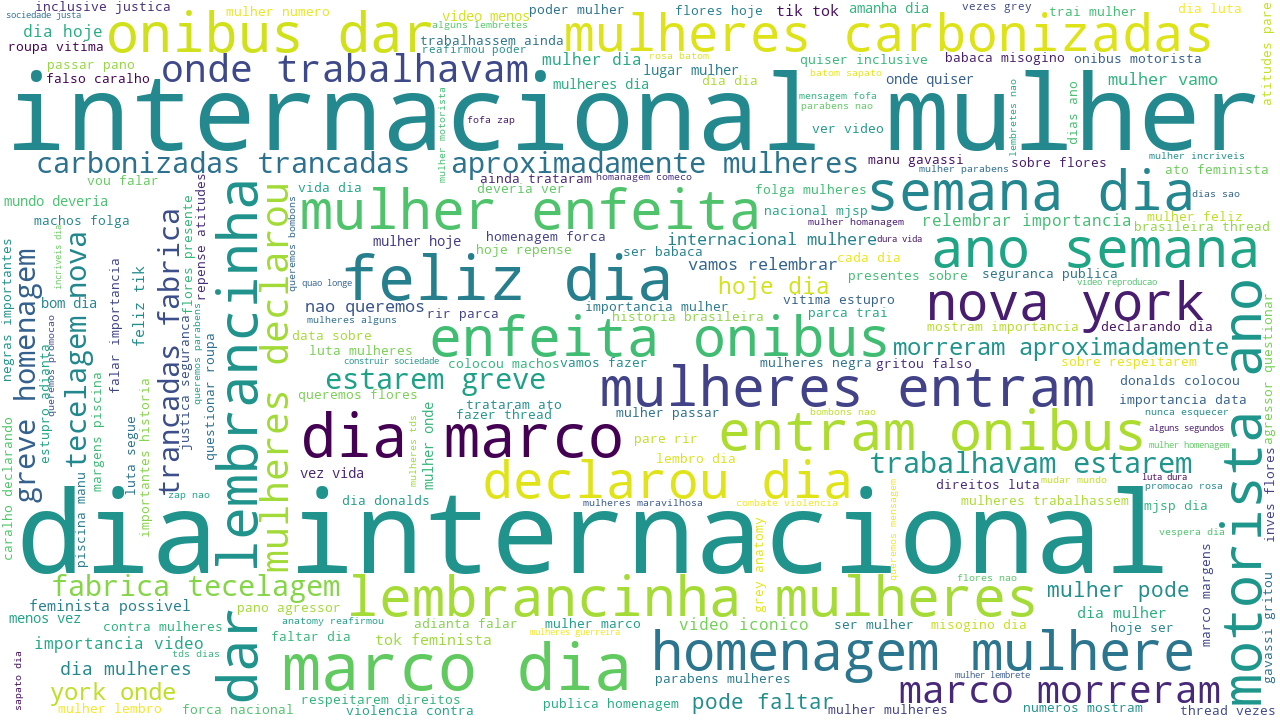 inclusive justica
sociedade justa
mulher numero
video menos
poder mulher
flores hoje
tik tok
amanha dia
vezes grey
trai mulher
dia luta
atitudes pare
dia hoje
roupa vitima
onibus dar
alguns lembretes
trabalhassem ainda
reafirmou poder
mulheres carbonizadas
passar pano
falso caralho
onde trabalhavam
mulher dia
rosa batom
lugar mulher
quiser inclusive
babaca misogino
onibus motorista
mulheres dia
dia dia
batom sapato
onde quiser
mulher vamo
internacional mulher
mulher motorista
fofa zap
mensagem fofa
parabens nao
ver video
lembretes nao
dias ano
carbonizadas trancadas
aproximadamente mulheres
manu gavassi
sobre flores
mulher incriveis
mulher parabens
ato feminista
vou falar
mundo deveria
machos folga
repense atitudes
flores presente
vida dia
ainda trataram
homanagem comeco
deveria ver
folga mulheres
semana dia
dias sao
mulher enfeita
nacional mjsp
mulher homanagem
relembrar importancia
mulher feliz
brasileira thread
queremos bombons
mulher hoje
homenagem forca
hoje repense
ser babaca
internacional mulhere
dura vida
ano semana
negras importantes
greve homenagem
incriveis dia
tecelagem nova
falar importancia
feliz tik
trancadas fabrica
dar lembrancinha
mulheres declarou
quao longe
feliz dia
vamos relembrar
cada dia
hoje dia
presentes sobre
seguranca publica
video reproducao
bom dia
nao queremos
mulheres alguns
rir parca
importancia mulher
historia brasileira
vitima estupro
parca trai
nova york
mostram importancia
declarando dia
data sobre
luta mulheres
construir sociedade
enfeita onibus
morreram aproximadamente
colocou machos
vamos fazer
mulheres negra
gritou falso
sobre respeitarem
agressor questionar
queremos promocao
justica seguranca
queremos parabens
questionar roupa
estarem greve
queremos flores
trataram ato
fazer thread
mulheres entram
donalds colocou
importancia data
mulher passar
bombons nao
nunca esquecer
margens piscina
importantes historia
mulheres tds
mulher onde
dia marco
pare rir
entram onibus
alguns segundos
mulher homenagem
motorista ano
vez vida
lembro dia
declarou dia
trabalhavam estarem
luta dura
caralho declarando
piscina manu
luta segue
zap nao
direitos luta
mudar mundo
promocao rosa
dia donalds
mulheres maravilhosa
combate violencia
mulheres trabalhassem
mjsp dia
inves flores
dia internacional
grey anatomy
queremos mensagem
vespera dia
fabrica tecelagem
lembrancinha mulheres
flores nao
mulher pode
marco margens
gavassi gritou
feminista possivel
pano agressor
menos vez
contra mulheres
anatomy reafirmou
adianta falar
mulher marco
video iconico
ser mulher
misogino dia
dia mulher
hoje ser
importancia video
faltar dia
tok feminista
mulheres guerreira
tds dias
dia mulheres
marco dia
homenagem mulhere
sapato dia
parabens mulheres
mulher lembrete
york onde
respeitarem direitos
publica homenagem
pode faltar
marco morreram
mulher lembro
forca nacional
violencia contra
mulher mulheres
numeros mostram
thread vezes